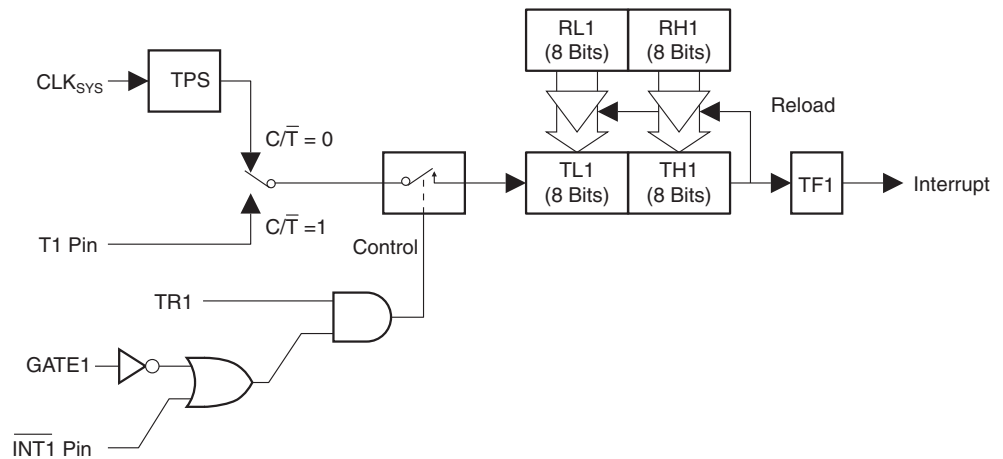 RL1
(8 Bits)
RH1
(8 Bits)
CLKSYS
TPS
Reload
C/T̅ = 0
TL1
(8 Bits)
TH1
(8 Bits)
TF1
Interrupt
C/T̅ =1
T1 Pin
Control
TR1
GATE1
I̅N̅T̅1̅ Pin